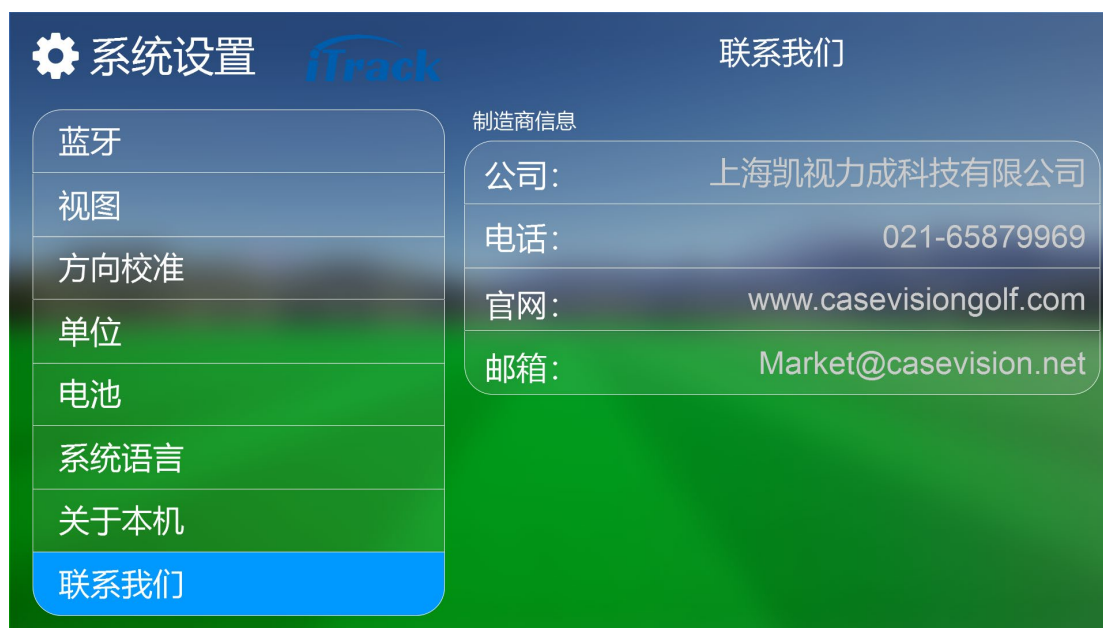 系统设置
iTrack
联系我们
蓝牙
视图
方向校准
单位
电池
系统语言
关于本机
联系我们
制造商信息
公司： 上海凯视力成科技有限公司
电话： 021-65879969
官网： www.casevisiongolf.com
邮箱： Market@casevision.net